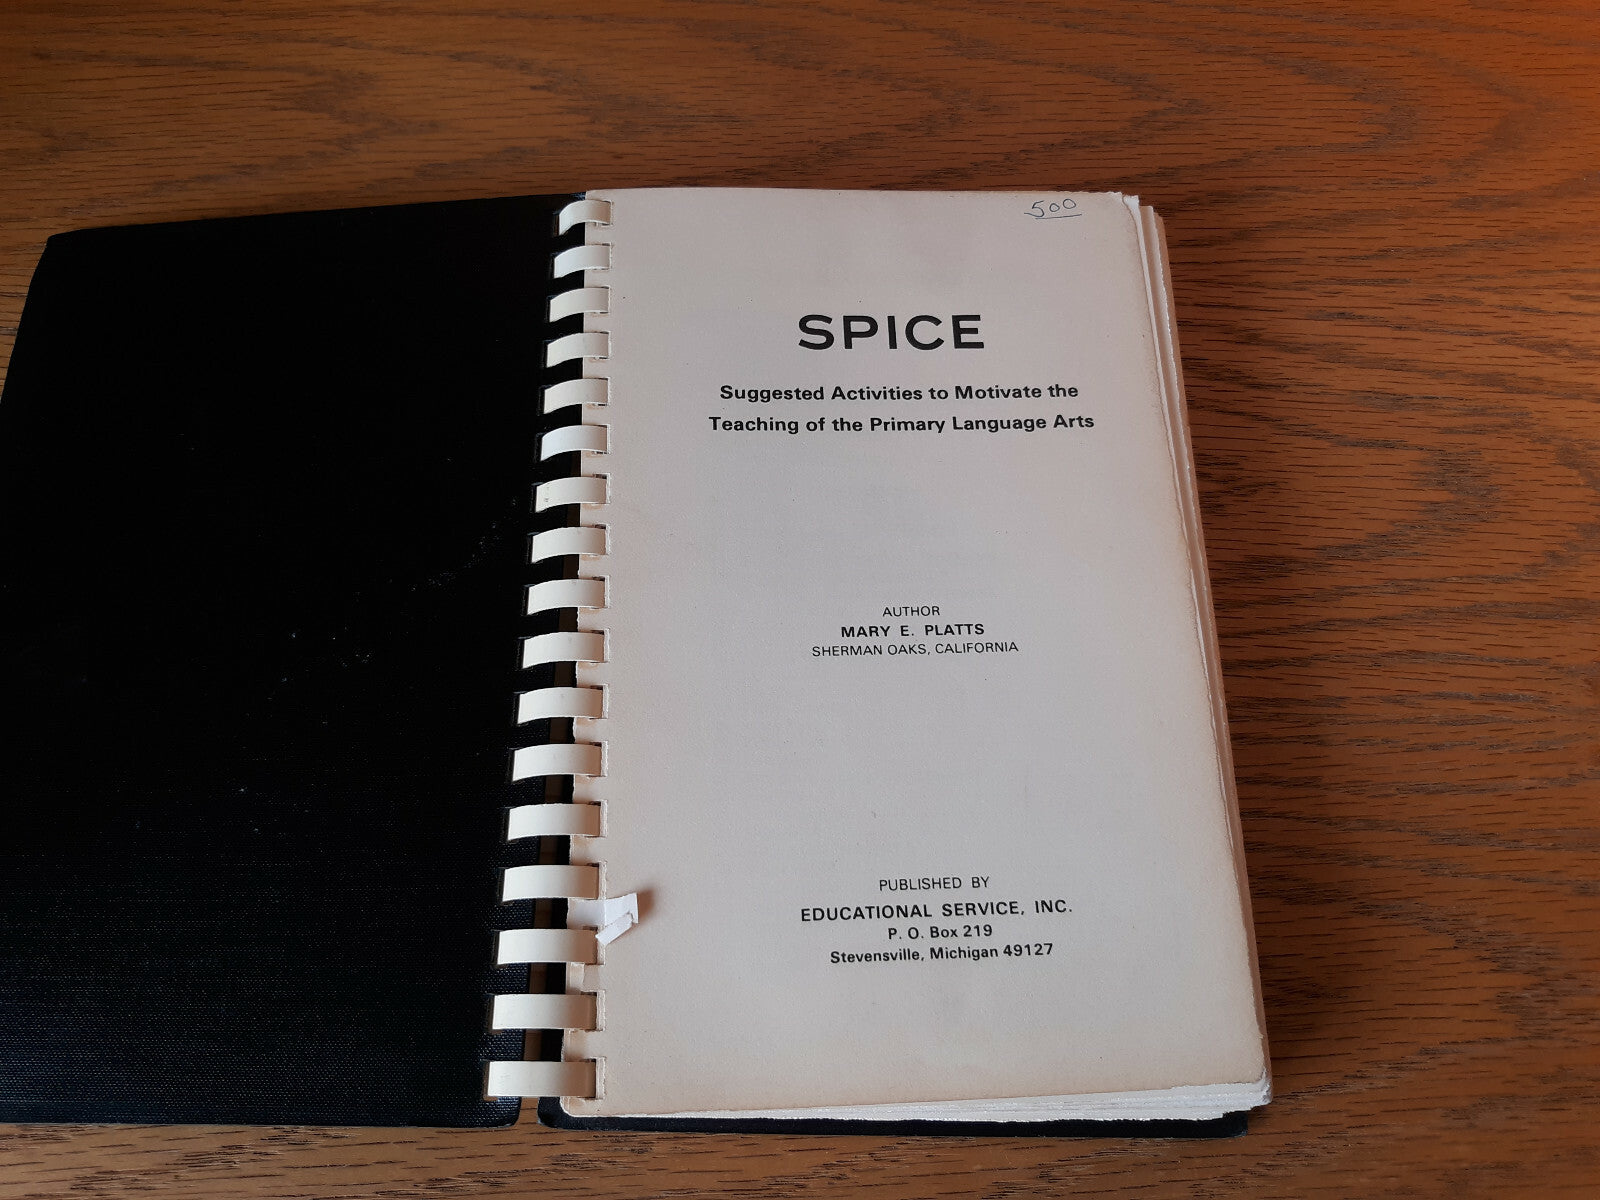 500
SPICE
Suggested Activities to Motivate the
Teaching of the Primary Language Arts
AUTHOR
MARY E. PLATTS
SHERMAN OAKS, CALIFORNIA
PUBLISHED BY
EDUCATIONAL SERVICE, INC.
P. O. Box 219
Stevensville, Michigan 49127